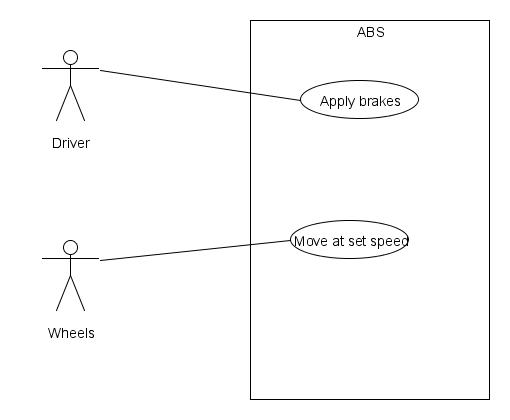 ABS
Apply brakes
Driver
Move at set speed
Wheels